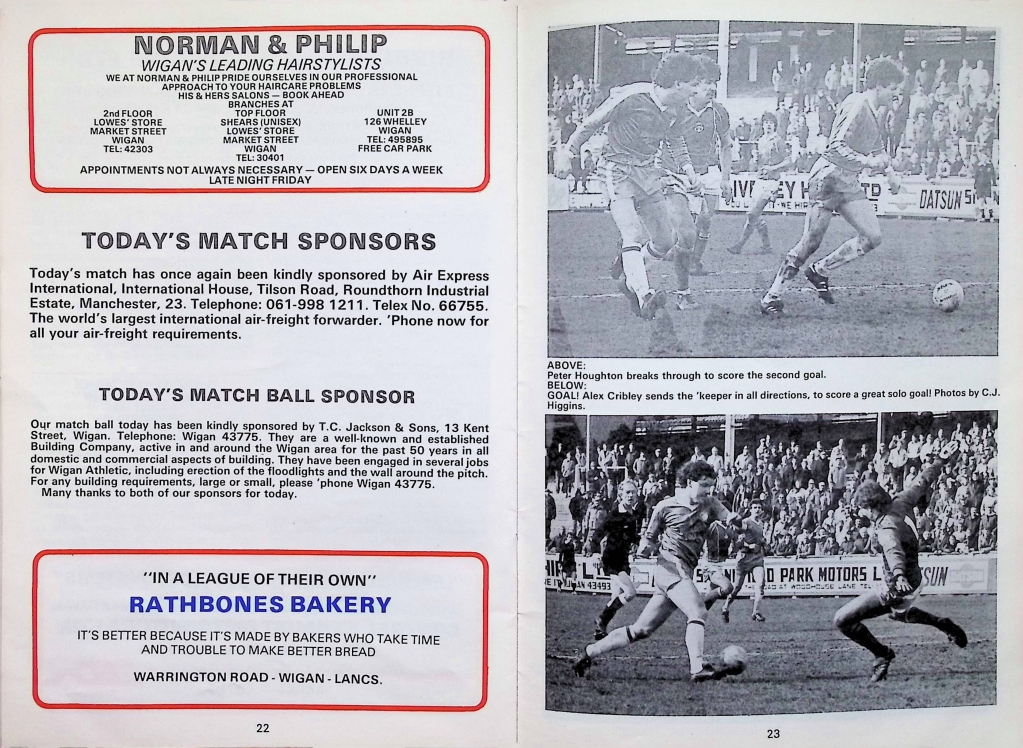 NORMAN & PHILIP
WIGAN'S LEADING HAIRSTYLISTS
WE AT NORMAN & PHILIP PRIDE OURSELVES IN OUR PROFESSIONAL
APPROACH TO YOUR HAIRCARE PROBLEMS
HIS & HERS SALONS — BOOK AHEAD
BRANCHES AT
2nd FLOOR
LOWES' STORE
MARKET STREET
WIGAN
TEL: 42303
TOP FLOOR
SHEARS (UNISEX)
LOWES' STORE
MARKET STREET
WIGAN
TEL: 30401
UNIT 2B
126 WHELLEY
WIGAN
TEL: 495895
FREE CAR PARK
APPOINTMENTS NOT ALWAYS NECESSARY — OPEN SIX DAYS A WEEK
LATE NIGHT FRIDAY
TODAY'S MATCH SPONSORS
Today's match has once again been kindly sponsored by Air Express
International, International House, Tilson Road, Roundthorn Industrial
Estate, Manchester, 23. Telephone: 061-998 1211. Telex No. 66755.
The world's largest international air-freight forwarder. 'Phone now for
all your air-freight requirements.
TODAY'S MATCH BALL SPONSOR
Our match ball today has been kindly sponsored by T.C. Jackson & Sons, 13 Kent
Street, Wigan. Telephone: Wigan 43775. They are a well-known and established
Building Company, active in and around the Wigan area for the past 50 years in all
domestic and commercial aspects of building. They have been engaged in several jobs
for Wigan Athletic, including erection of the floodlights and the wall around the pitch.
For any building requirements, large or small, please 'phone Wigan 43775.
Many thanks to both of our sponsors for today.
"IN A LEAGUE OF THEIR OWN"
RATHBONES BAKERY
IT'S BETTER BECAUSE IT'S MADE BY BAKERS WHO TAKE TIME
AND TROUBLE TO MAKE BETTER BREAD
WARRINGTON ROAD - WIGAN - LANCS.
22
DATSUN
ABOVE:
Peter Houghton breaks through to score the second goal.
BELOW:
GOAL! Alex Cribley sends the 'keeper in all directions, to score a great solo goal! Photos by C.J.
Higgins.
PARK MOTORS
43493
WOODHOUSE LANE
23